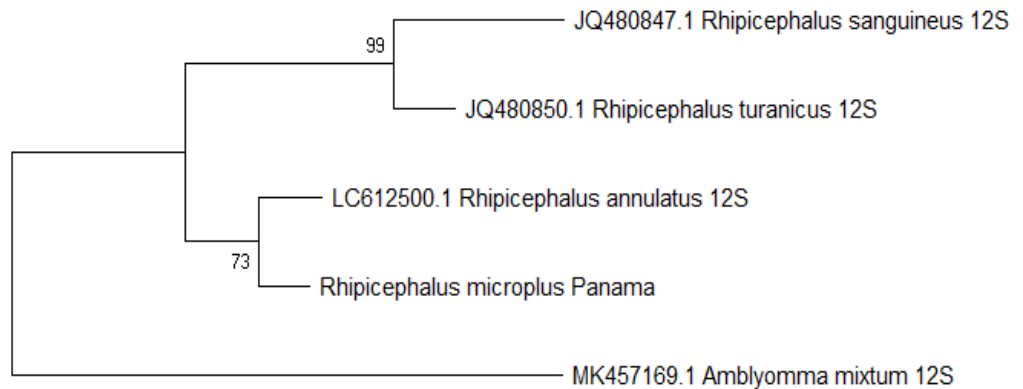 JQ480847.1 Rhipicephalus sanguineus 12S
99
JQ480850.1 Rhipicephalus turanicus 12S
LC612500.1 Rhipicephalus annulatus 12S
73
Rhipicephalus microplus Panama
MK457169.1 Amblyomma mixtum 12S